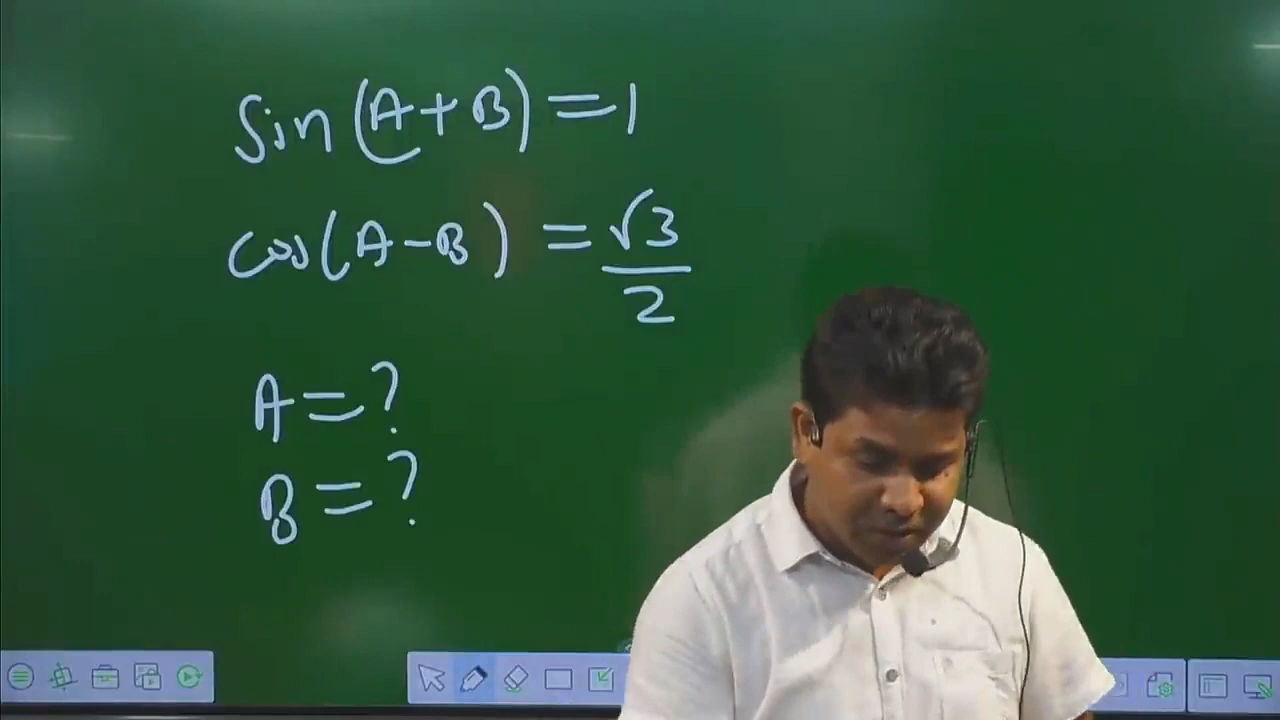 Sin(A+B)=1
cos(A-B)=√3/2
A=?
B=?